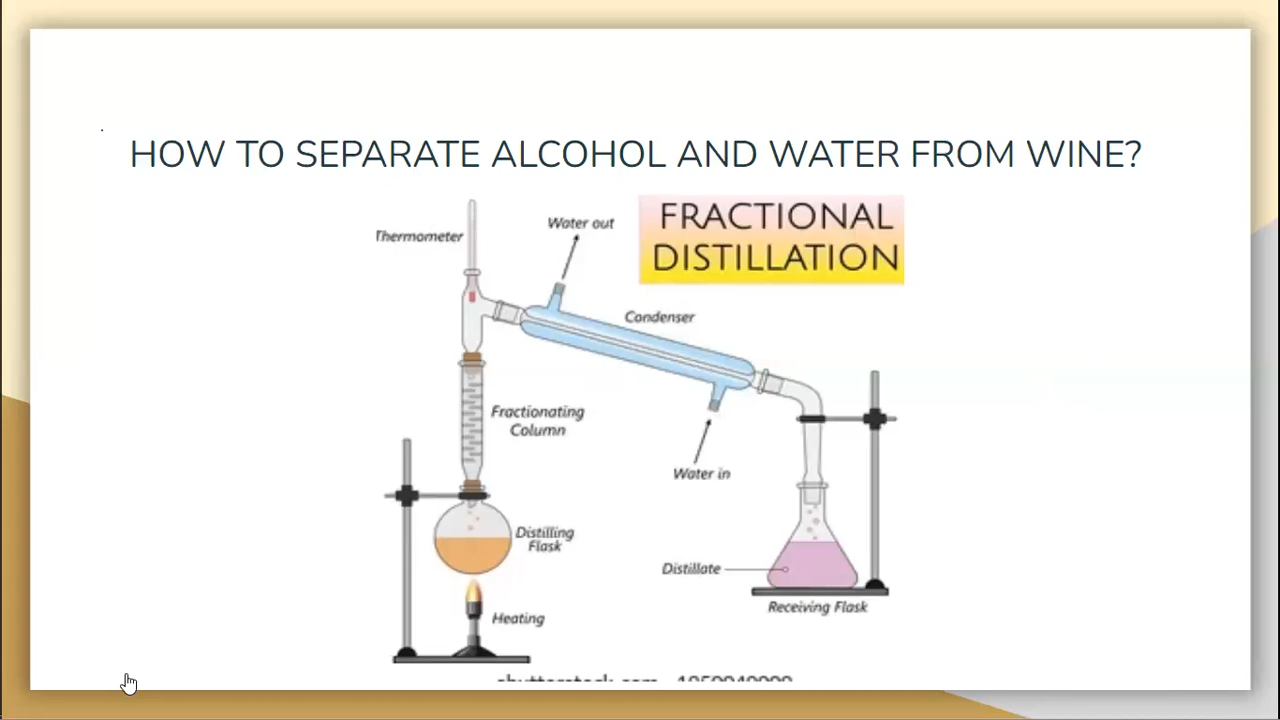 HOW TO SEPARATE ALCOHOL AND WATER FROM WINE?
FRACTIONAL
DISTILLATION
Thermometer
Water out
Condenser
Fractionating
Column
Water in
Distilling
Flask
Distillate
Receiving Flask
Heating